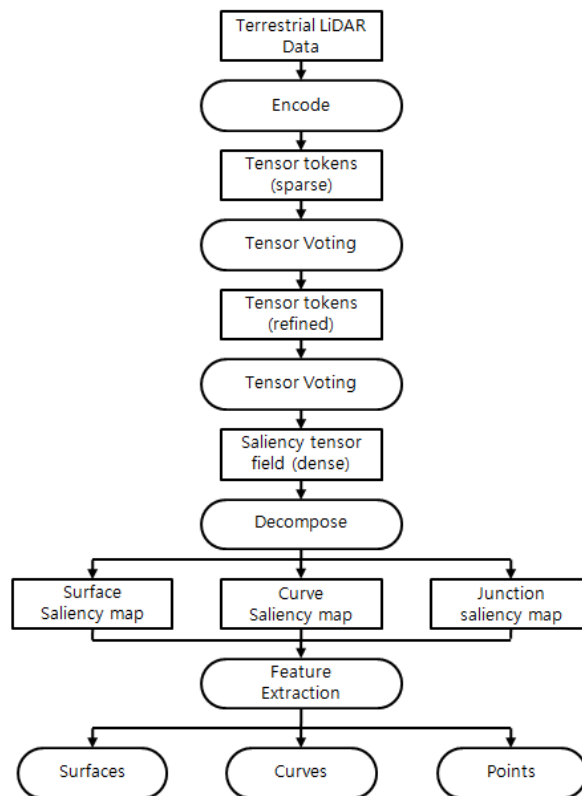 Terrestrial LiDAR
Data
Encode
Tensor tokens
(sparse)
Tensor Voting
Tensor tokens
(refined)
Tensor Voting
Saliency tensor
field (dense)
Decompose
Surface
Saliency map
Curve
Saliency map
Junction
saliency map
Feature
Extraction
Surfaces
Curves
Points